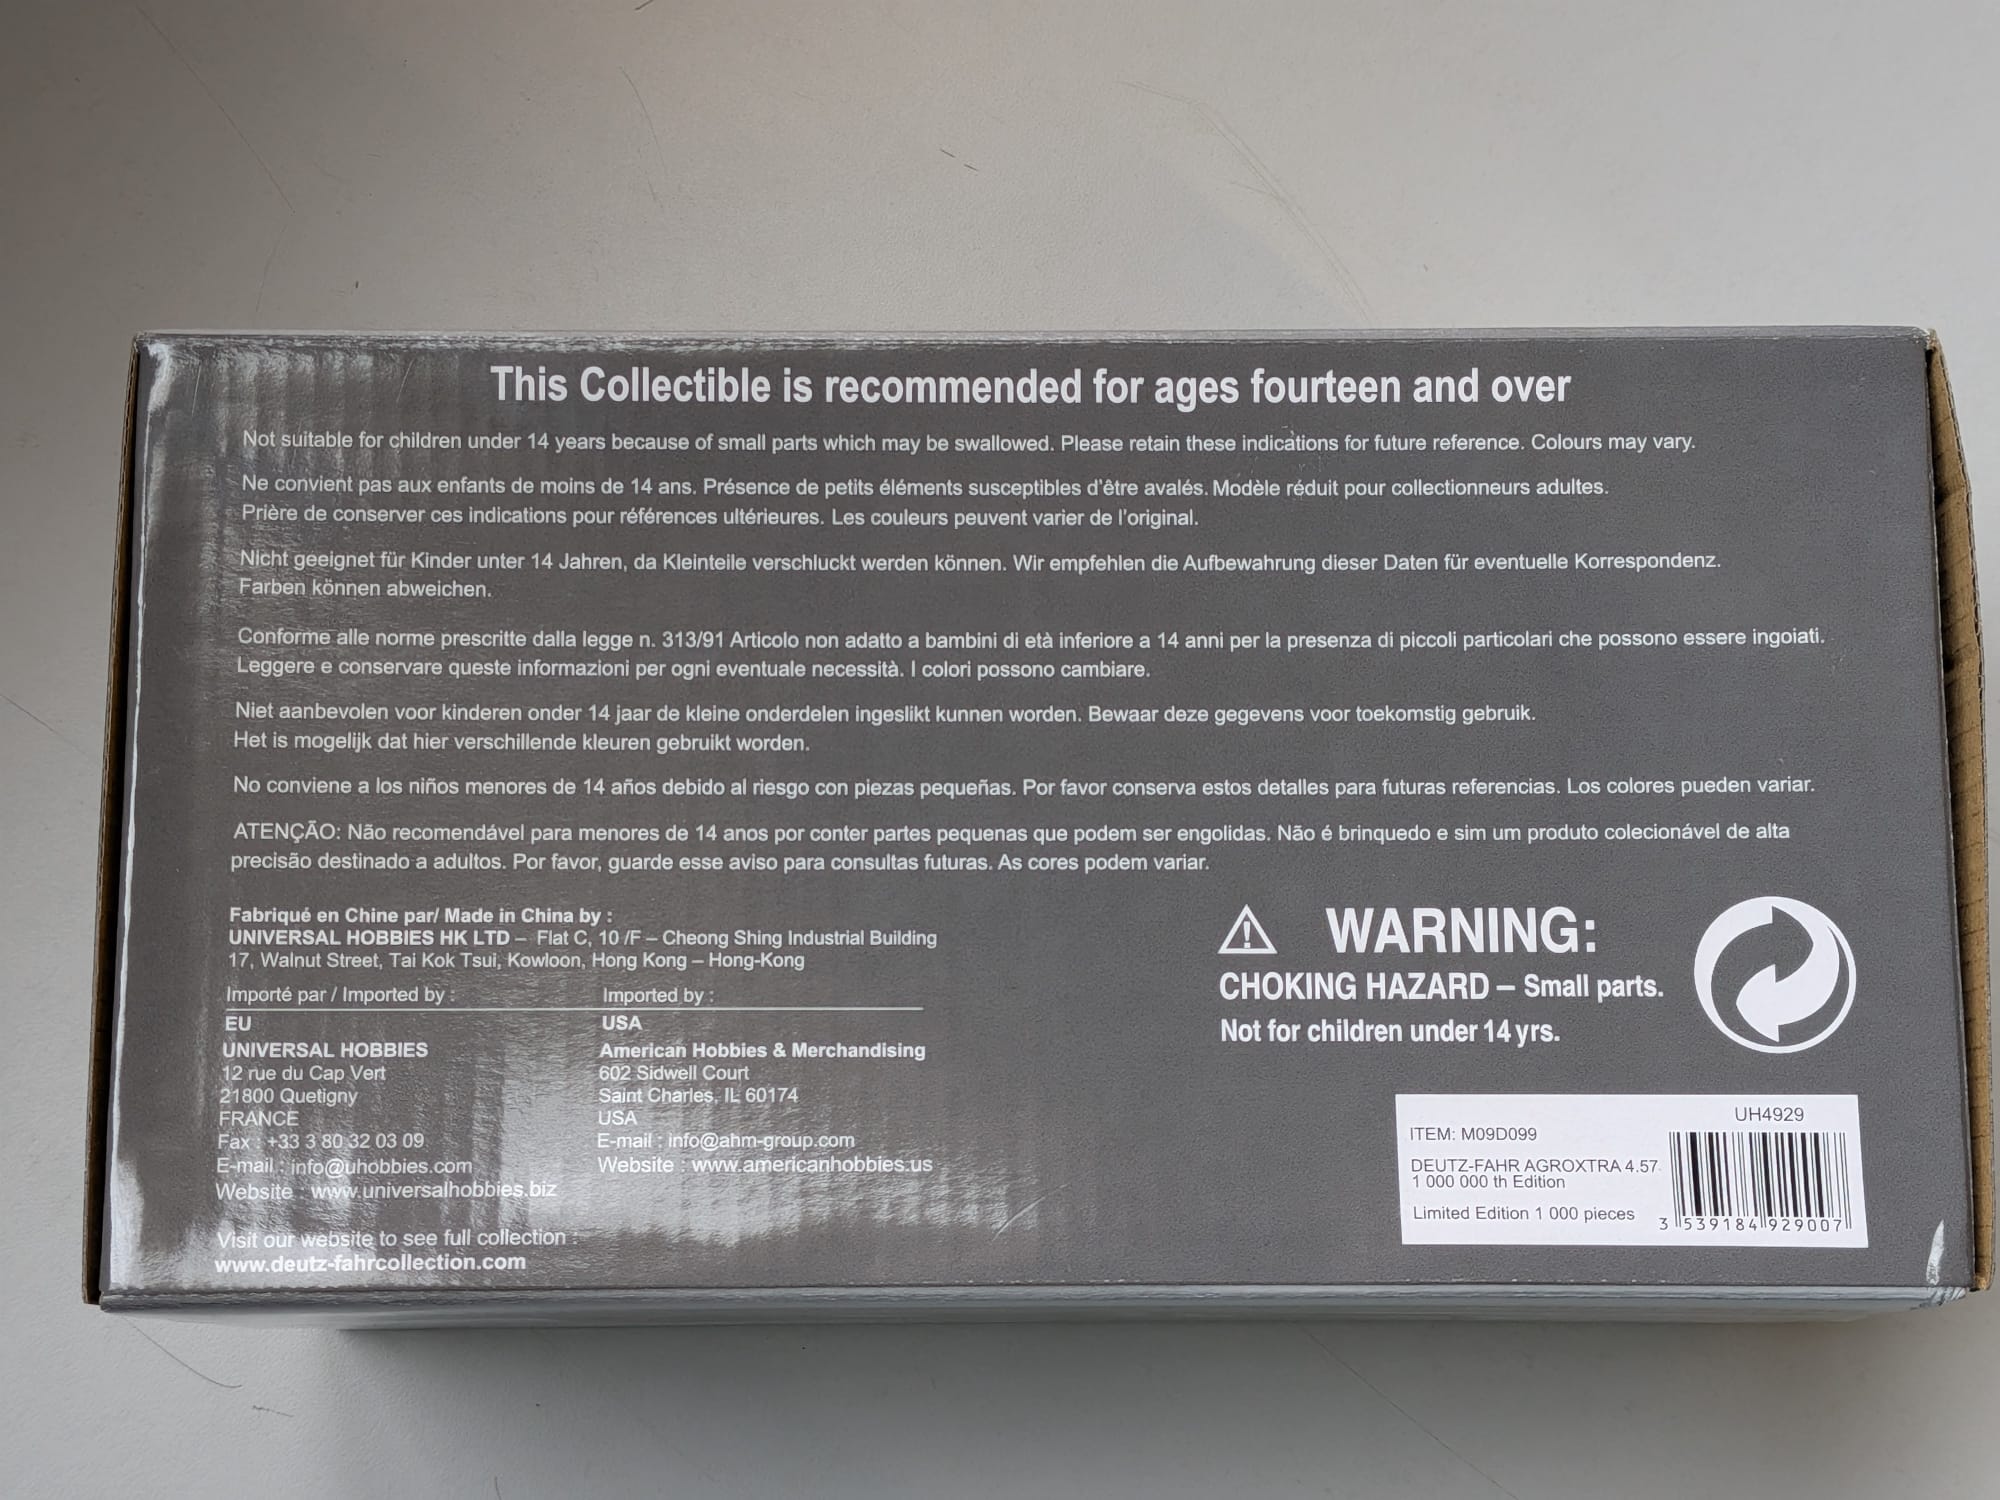 This Collectible is recommended for ages fourteen and over
Not suitable for children under 14 years because of small parts which may be swallowed. Please retain these indications for future reference. Colours may vary.
Ne convient pas aux enfants de moins de 14 ans. Présence de petits éléments susceptibles d'être avalés. Modèle réduit pour collectionneurs adultes.
Prière de conserver ces indications pour références ultérieures. Les couleurs peuvent varier de l'original.
Nicht geeignet für Kinder unter 14 Jahren, da Kleinteile verschluckt werden können. Wir empfehlen die Aufbewahrung dieser Daten für eventuelle Korrespondenz.
Farben können abweichen.
Conforme alle norme prescritte dalla legge n. 313/91 Articolo non adatto a bambini di età inferiore a 14 anni per la presenza di piccoli particolari che possono essere ingoiati.
Leggere e conservare queste informazioni per ogni eventuale necessità. I colori possono cambiare.
Niet aanbevolen voor kinderen onder 14 jaar de kleine onderdelen ingeslikt kunnen worden. Bewaar deze gegevens voor toekomstig gebruik.
Het is mogelijk dat hier verschillende kleuren gebruikt worden.
No conviene a los niños menores de 14 años debido al riesgo con piezas pequeñas. Por favor conserva estos detalles para futuras referencias. Los colores pueden variar.
ATENÇÃO: Não recomendável para menores de 14 anos por conter partes pequenas que podem ser engolidas. Não é brinquedo e sim um produto colecionável de alta
precisão destinado a adultos. Por favor, guarde esse aviso para consultas futuras. As cores podem variar.
Fabriqué en Chine par/ Made in China by :
UNIVERSAL HOBBIES HK LTD – Flat C, 10 /F – Cheong Shing Industrial Building
17, Walnut Street, Tai Kok Tsui, Kowloon, Hong Kong – Hong-Kong
Importé par / Imported by :
EU
UNIVERSAL HOBBIES
12 rue du Cap Vert
21800 Quetigny
FRANCE
Fax : +33 3 80 32 03 09
E-mail : info@uhobbies.com
Website : www.universalhobbies.biz
Imported by :
USA
American Hobbies & Merchandising
602 Sidwell Court
Saint Charles, IL 60174
USA
E-mail : info@ahm-group.com
Website : www.americanhobbies.us
Visit our website to see full collection :
www.deutz-fahrcollection.com
WARNING:
CHOKING HAZARD – Small parts.
Not for children under 14 yrs.
UH4929
ITEM: M09D099
DEUTZ-FAHR AGROXTRA 4.57
1 000 000 th Edition
Limited Edition 1 000 pieces
3 539184 929007